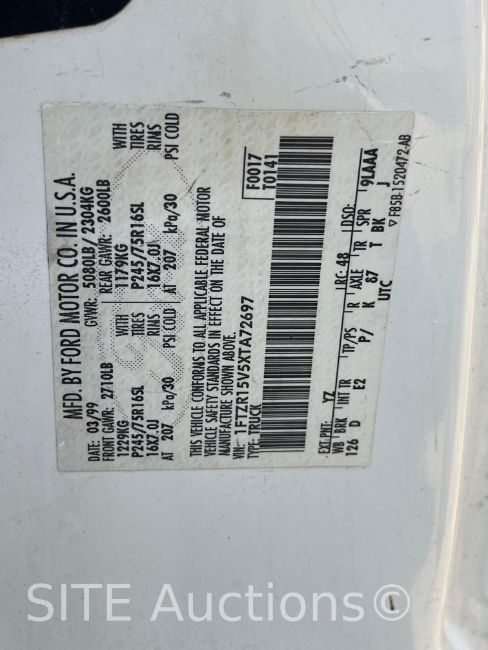 MFD. BY FORD MOTOR CO. IN U.S.A.
03/99 GVWR: 5080LB/ 2304KG
FRONT GAWR: 2710LB REAR GAWR: 2600LB
1229KG WITH 1179KG WITH
P245/75R16SL TIRES P245/75R16SL TIRES
16X7.0J RIMS 16X7.0J RIMS
AT 207 kPa/30 PSI COLD AT 207 kPa/30 PSI COLD
THIS VEHICLE CONFORMS TO ALL APPLICABLE FEDERAL MOTOR
VEHICLE SAFETY STANDARDS IN EFFECT ON THE DATE OF
MANUFACTURE SHOWN ABOVE.
VIN: 1FTZR15V5XTA72697
TYPE: TRUCK
F0017
T0141
EXT PNT: YZ RC: 48 DSO:
WB BRK INT TR TP/PS R AXLE TR SPR 9LAAA
126 D E2 P/ K 87 T BK J
UTC
F85B-1520472-AB
SITE Auctions©